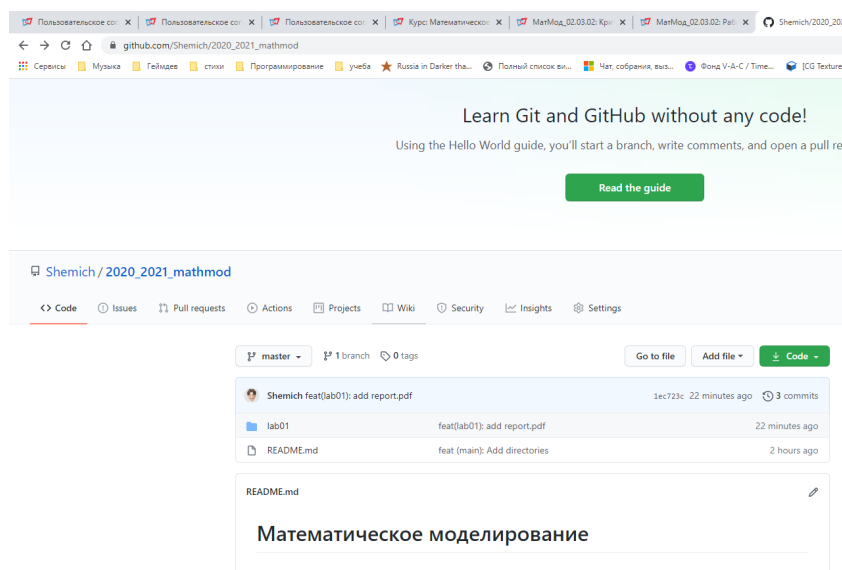 Пользовательское сог Пользовательское сог Пользовательское сог Курс: Математическое МатМод_02.03.02: Кри МатМод_02.03.02: Раб Shemich/2020_20
github.com/Shemich/2020_2021_mathmod
Сервисы Музыка Геймдев стихи Программирование учеба Russia in Darker tha... Полный список ви... Чат, собрания, выз... Фонд V-A-C / Time... [CG Texture
Learn Git and GitHub without any code!
Using the Hello World guide, you'll start a branch, write comments, and open a pull re
Read the guide
Shemich / 2020_2021_mathmod
<> Code Issues Pull requests Actions Projects Wiki Security Insights Settings
master 1 branch 0 tags Go to file Add file Code
Shemich feat(lab01): add report.pdf 1ec723c 22 minutes ago 3 commits
lab01 feat(lab01): add report.pdf 22 minutes ago
README.md feat (main): Add directories 2 hours ago
README.md
Математическое моделирование